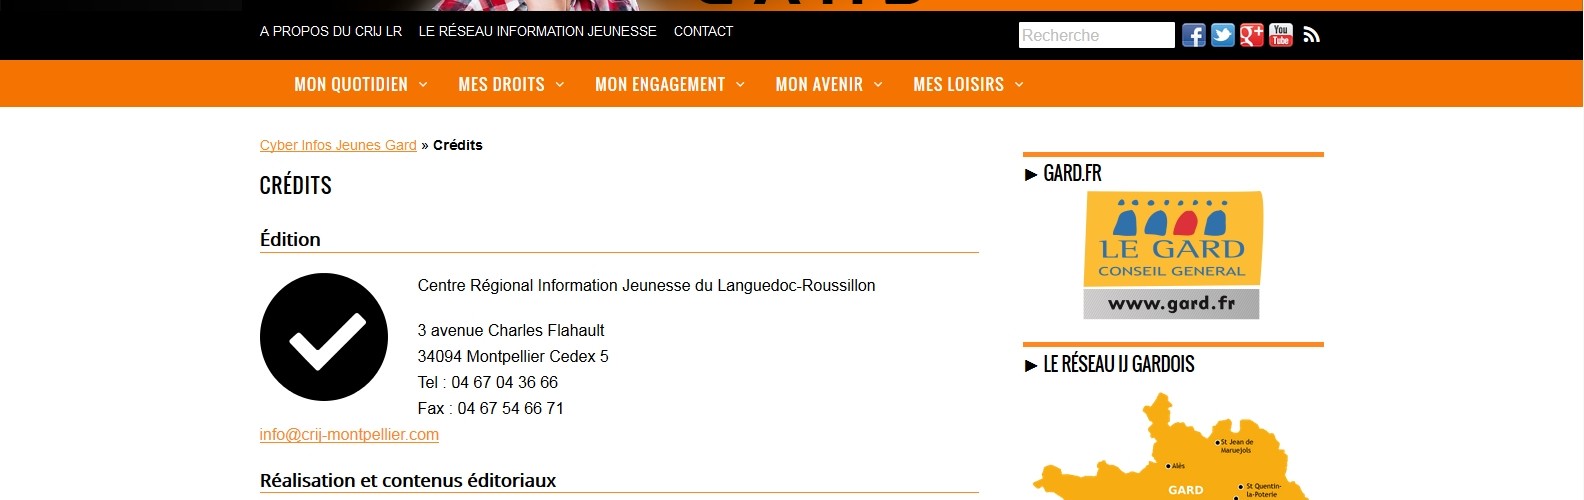 A PROPOS DU CRIJ LR LE RÉSEAU INFORMATION JEUNESSE CONTACT
Recherche
You Tube
MON QUOTIDIEN MES DROITS MON ENGAGEMENT MON AVENIR MES LOISIRS
Cyber Infos Jeunes Gard » Crédits
CRÉDITS
Édition
Centre Régional Information Jeunesse du Languedoc-Roussillon
3 avenue Charles Flahault
34094 Montpellier Cedex 5
Tel : 04 67 04 36 66
Fax : 04 67 54 66 71
info@crij-montpellier.com
Réalisation et contenus éditoriaux
► GARD.FR
LE GARD
CONSEIL GENERAL
www.gard.fr
► LE RÉSEAU IJ GARDOIS
St Jean de
Maruejols
Alès
GARD
St Quentin-
la-Poterie